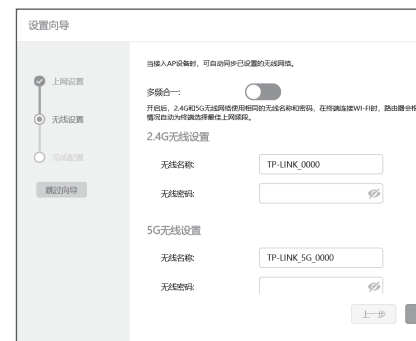 设置向导
当接入AP设备时，可自动同步已设置的无线网络。
上网设置
多频合一:
开启后，2.4G和5G无线网络使用相同的无线名称和密码，在终端连接WI-FI时，路由器会根
情况自动为终端选择最佳上网频段。
无线设置
2.4G无线设置
完成配置
无线名称:
TP-LINK_0000
跳过向导
无线密码:
5G无线设置
无线名称:
TP-LINK_5G_0000
无线密码:
上一步